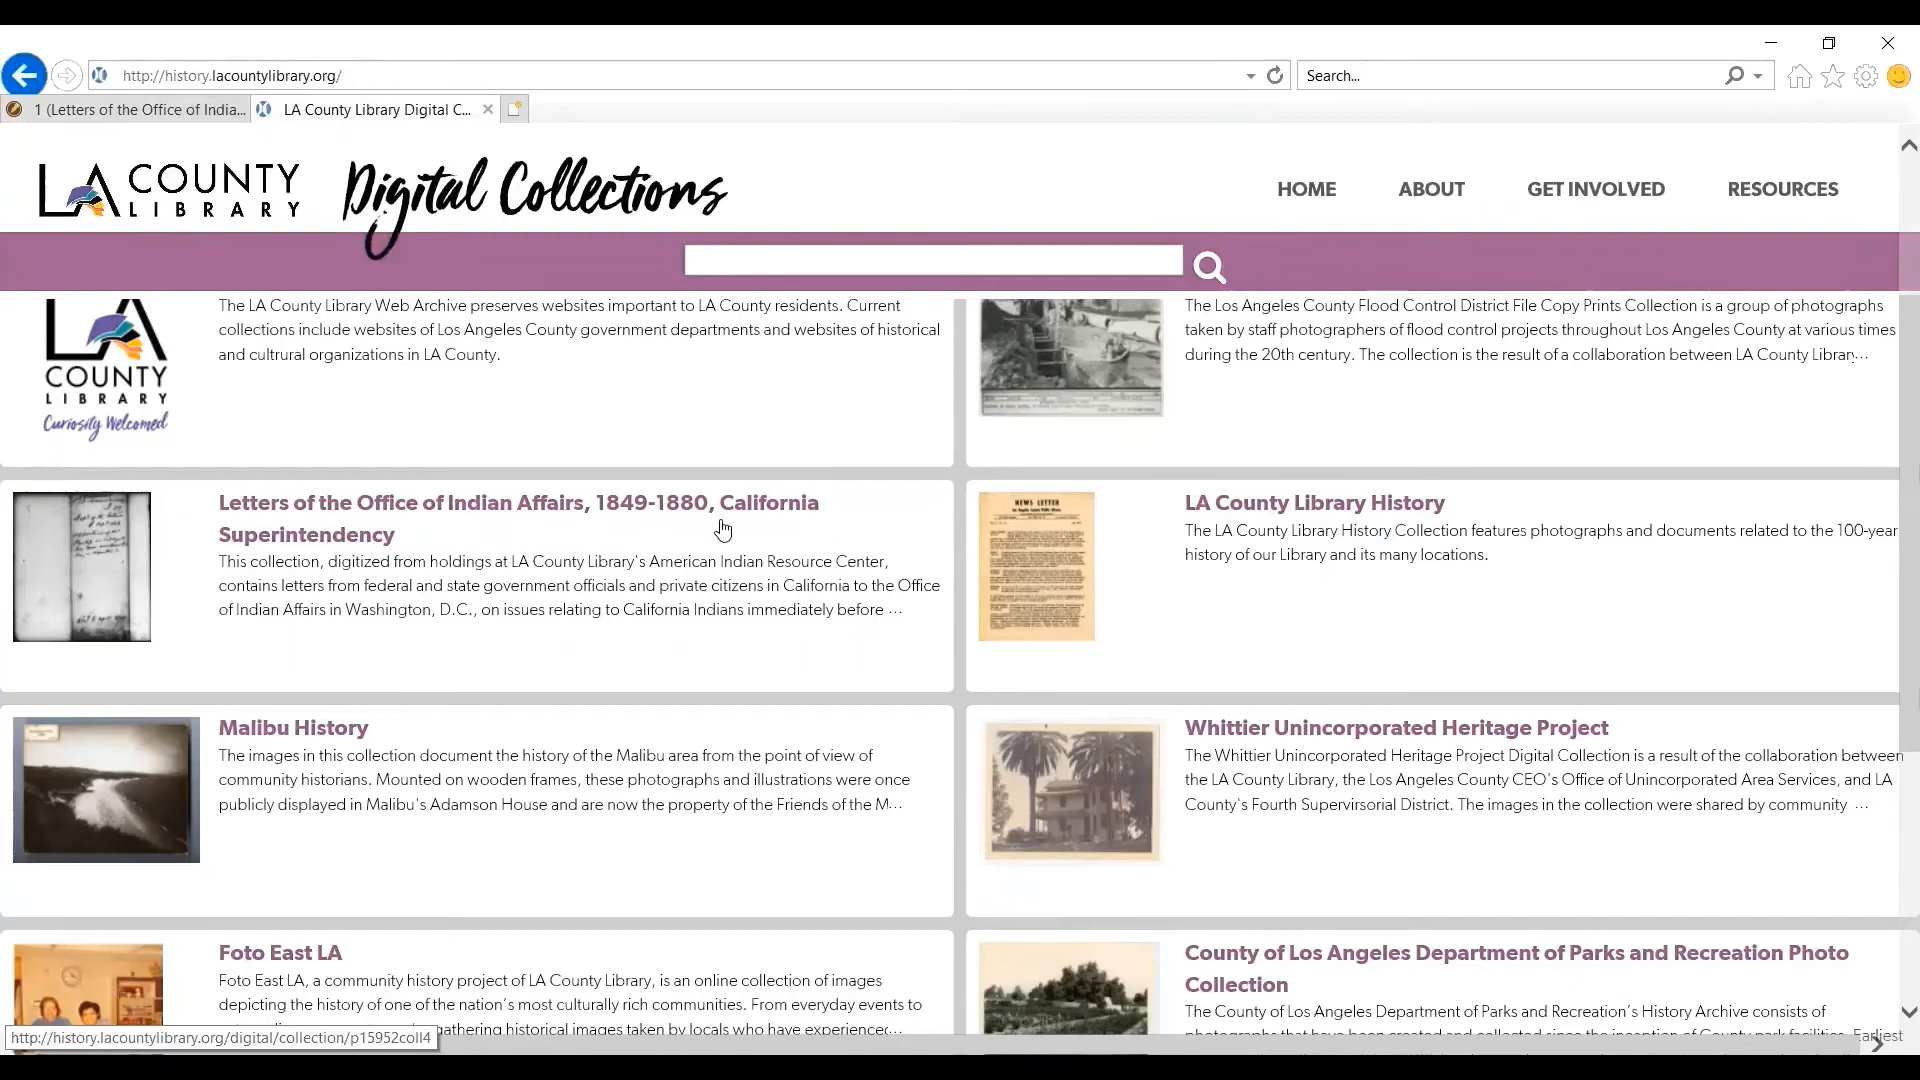 http://history.lacountylibrary.org/
Search...
1 (Letters of the Office of India...
LA County Library Digital C...
LA COUNTY LIBRARY
Digital Collections
HOME
ABOUT
GET INVOLVED
RESOURCES
LA COUNTY LIBRARY
Curiosity Welcomed
The LA County Library Web Archive preserves websites important to LA County residents. Current
collections include websites of Los Angeles County government departments and websites of historical
and cultural organizations in LA County.
The Los Angeles County Flood Control District File Copy Prints Collection is a group of photographs
taken by staff photographers of flood control projects throughout Los Angeles County at various times
during the 20th century. The collection is the result of a collaboration between LA County Library...
Letters of the Office of Indian Affairs, 1849-1880, California
Superintendency
This collection, digitized from holdings at LA County Library's American Indian Resource Center,
contains letters from federal and state government officials and private citizens in California to the Office
of Indian Affairs in Washington, D.C., on issues relating to California Indians immediately before ...
NEWS LETTER
LA County Library History
The LA County Library History Collection features photographs and documents related to the 100-year
history of our Library and its many locations.
Malibu History
The images in this collection document the history of the Malibu area from the point of view of
community historians. Mounted on wooden frames, these photographs and illustrations were once
publicly displayed in Malibu's Adamson House and are now the property of the Friends of the M...
Whittier Unincorporated Heritage Project
The Whittier Unincorporated Heritage Project Digital Collection is a result of the collaboration between
the LA County Library, the Los Angeles County CEO's Office of Unincorporated Area Services, and LA
County's Fourth Supervirsorial District. The images in the collection were shared by community ...
Foto East LA
Foto East LA, a community history project of LA County Library, is an online collection of images
depicting the history of one of the nation's most culturally rich communities. From everyday events to
gathering historical images taken by locals who have experienced...
County of Los Angeles Department of Parks and Recreation Photo
Collection
The County of Los Angeles Department of Parks and Recreation's History Archive consists of
photographs that have been created and collected since the inception of County park facilities. Earliest
http://history.lacountylibrary.org/digital/collection/p15952coll4